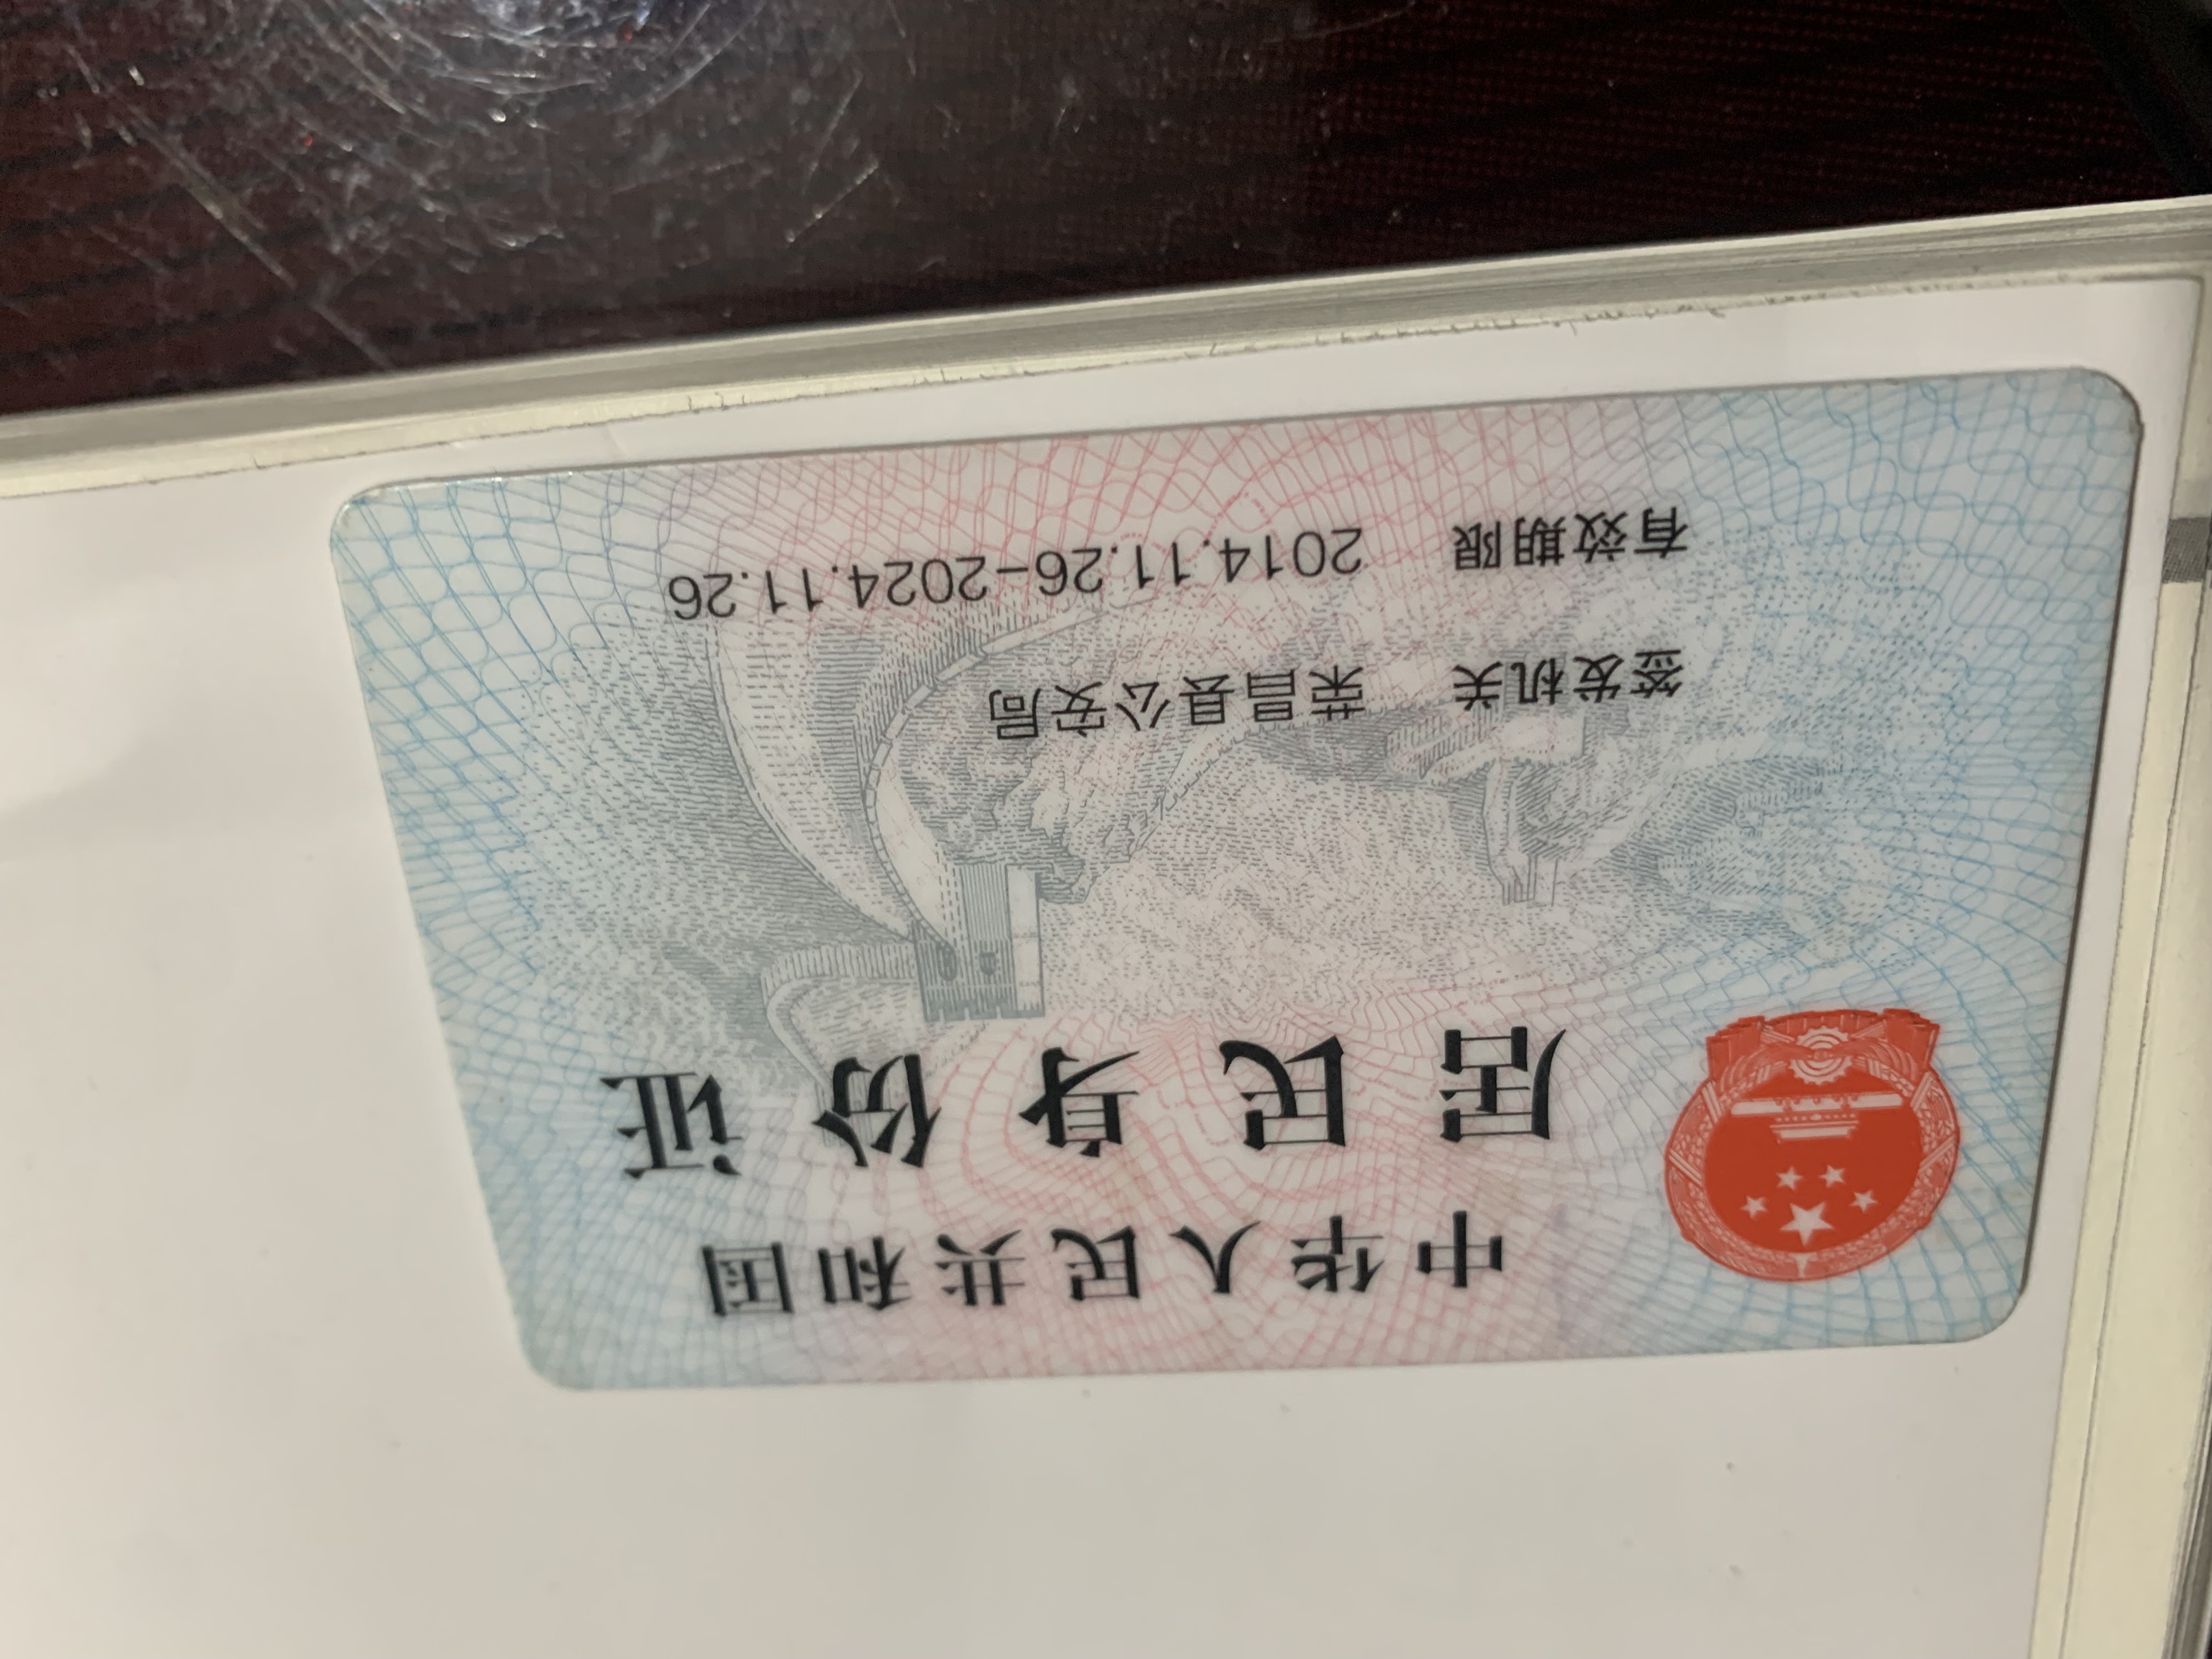 中华人民共和国
居民身份证
签发机关 荣昌县公安局
有效期限 2014.11.26-2024.11.26